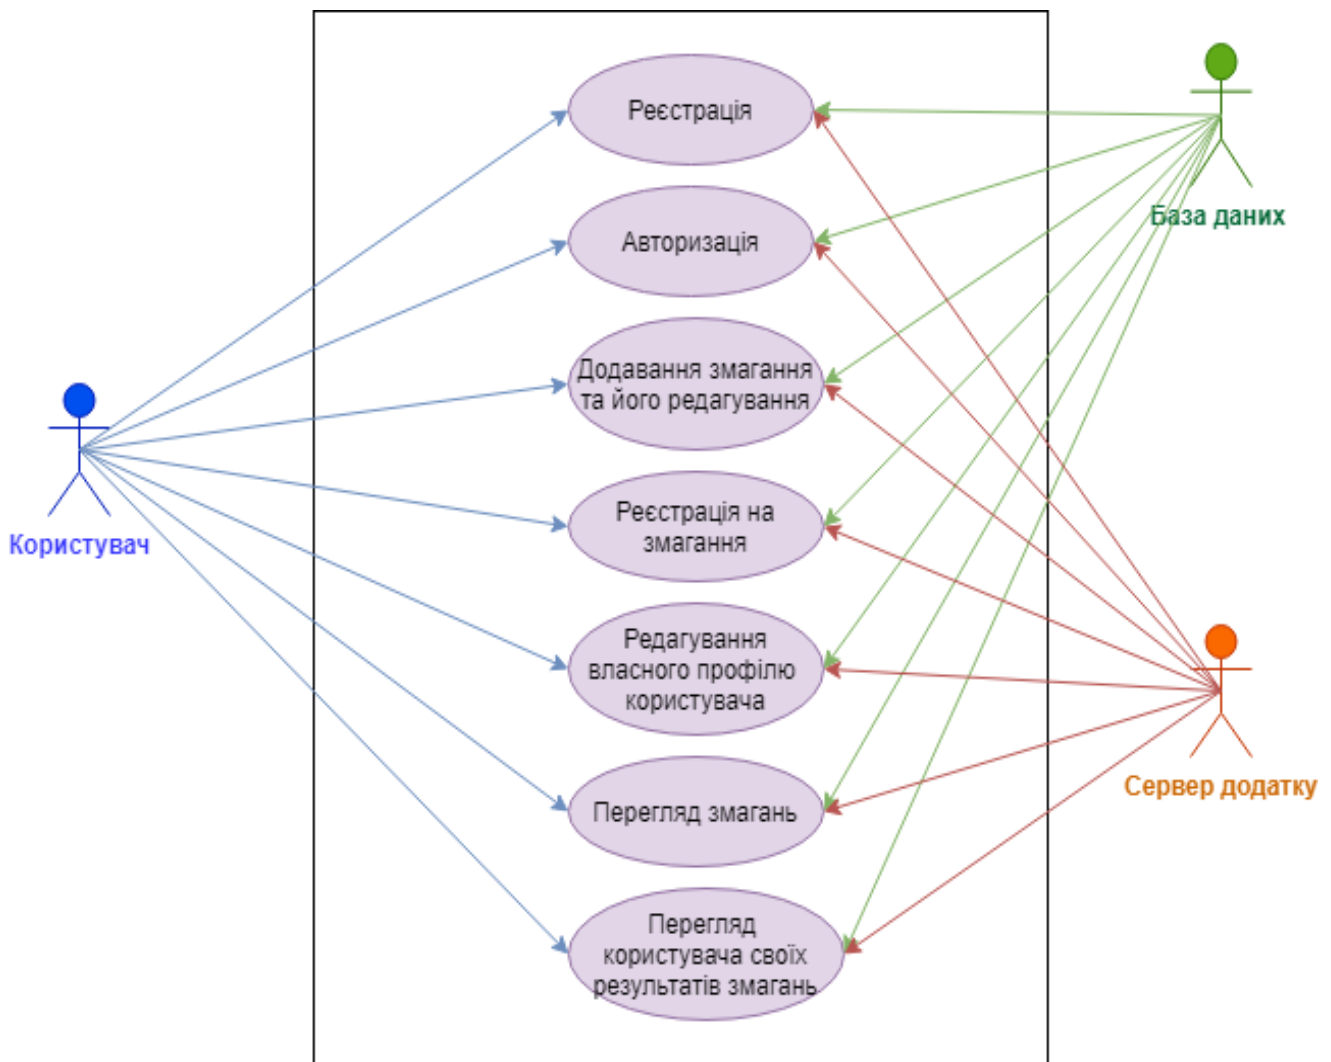 Реєстрація
База даних
Авторизація
Додавання змагання
та його редагування
Користувач
Реєстрація на
змагання
Редагування
власного профілю
користувача
Сервер додатку
Перегляд змагань
Перегляд
користувача своїх
результатів змагань